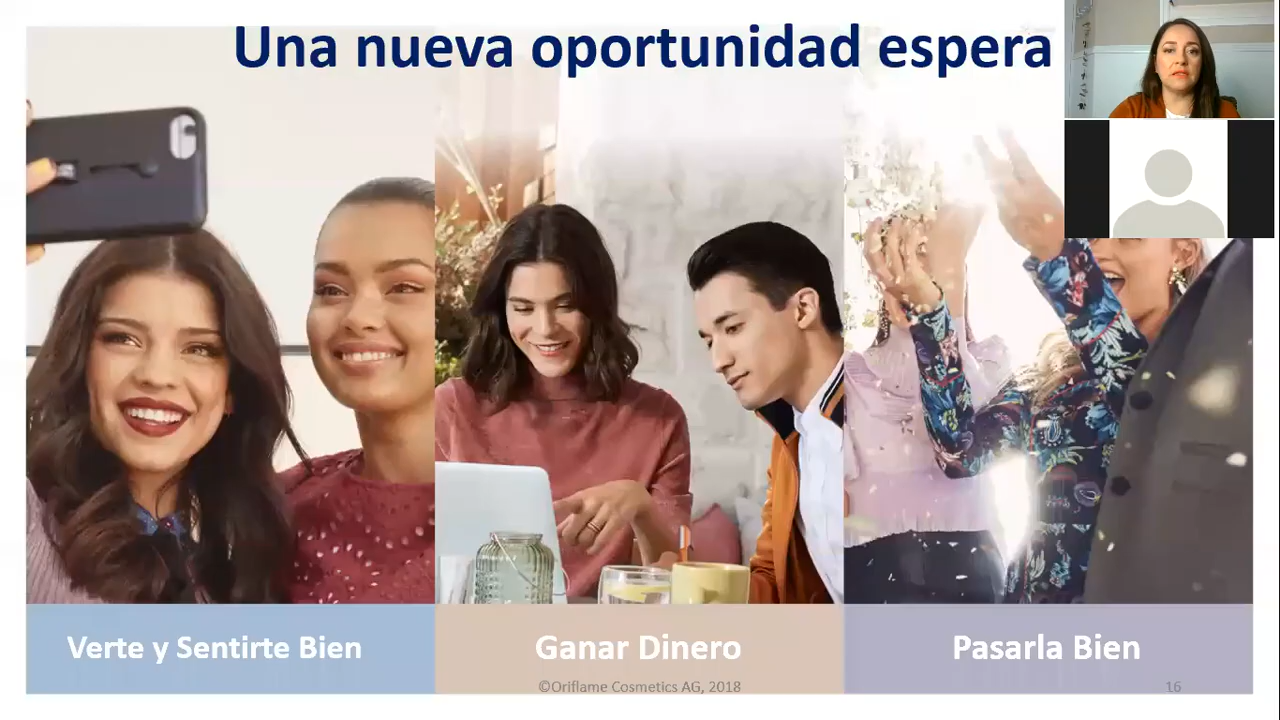 Una nueva oportunidad espera
Verte y Sentirte Bien
Ganar Dinero
Pasarla Bien
©Oriflame Cosmetics AG, 2018
16